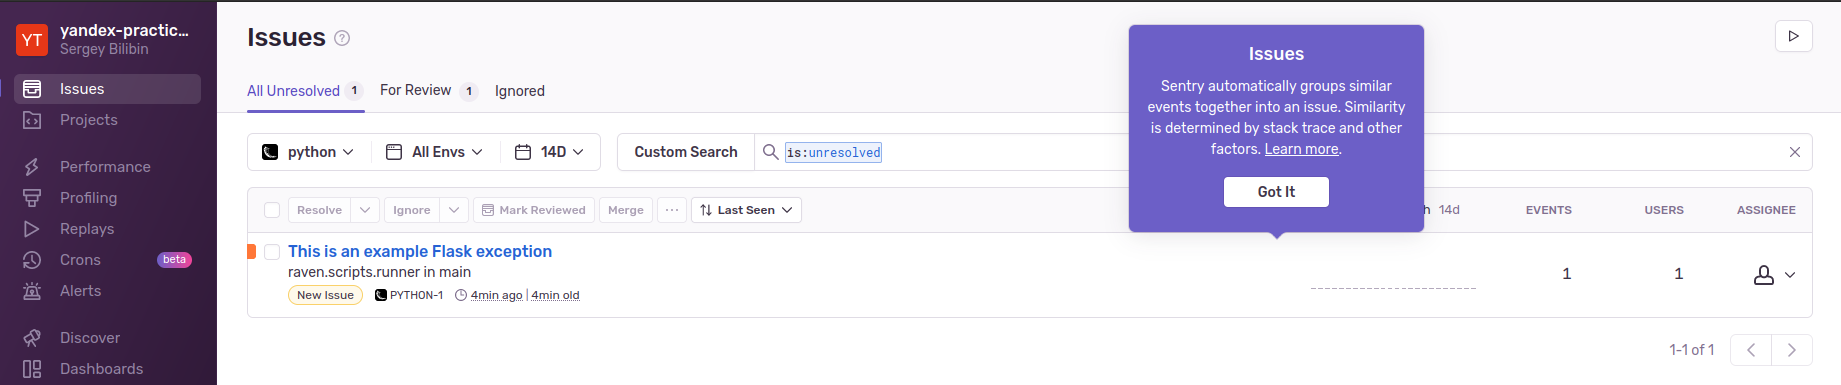 YT
yandex-practic...
Sergey Bilibin
Issues
Projects
Performance
Profiling
Replays
Crons beta
Alerts
Discover
Dashboards
Issues ?
All Unresolved 1 For Review 1 Ignored
python All Envs 14D Custom Search is:unresolved
Issues
Sentry automatically groups similar
events together into an issue. Similarity
is determined by stack trace and other
factors. Learn more.
Got It
Resolve Ignore Mark Reviewed Merge ... Last Seen 14d EVENTS USERS ASSIGNEE
This is an example Flask exception
raven.scripts.runner in main
New Issue PYTHON-1 4min ago | 4min old
1 1
1-1 of 1